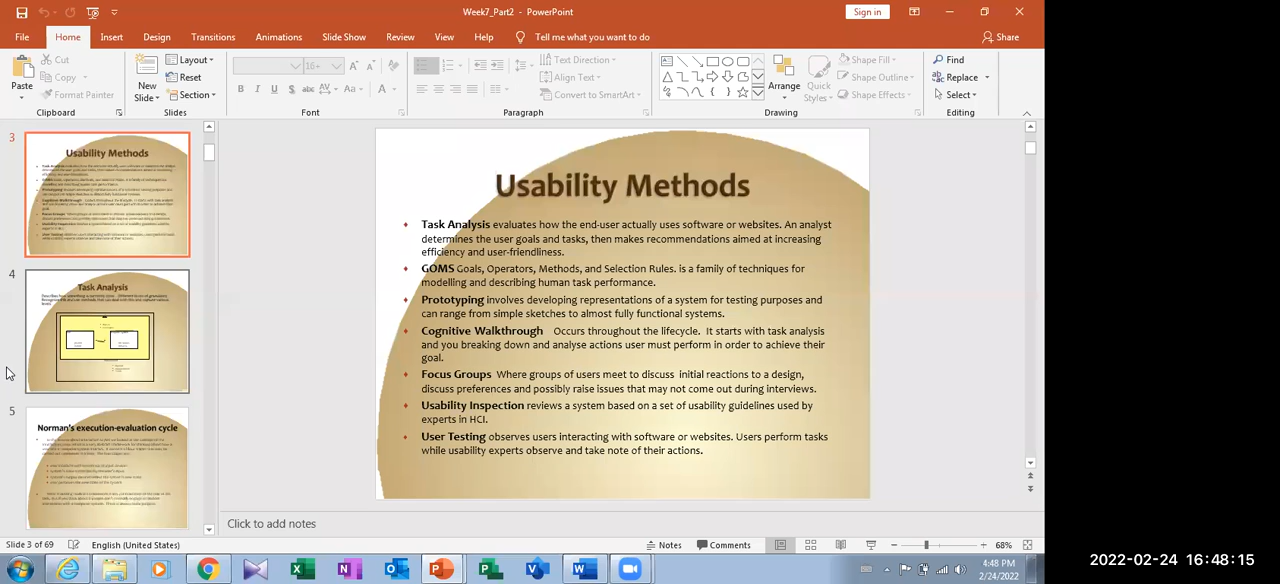 Week7_Part2 - PowerPoint
Sign in
File Home Insert Design Transitions Animations Slide Show Review View Help Tell me what you want to do Share
Paste
Cut
Copy
Format Painter
Clipboard
New
Slide
Layout
Reset
Section
Slides
16+
B I U S abc AV Aa A
Font
Text Direction
Align Text
Convert to SmartArt
Paragraph
Arrange
Quick
Styles
Shape Fill
Shape Outline
Shape Effects
Drawing
Find
Replace
Select
Editing
3
Usability Methods
4
Task Analysis
5
Norman's execution-evaluation cycle
Usability Methods
Task Analysis evaluates how the end-user actually uses software or websites. An analyst
determines the user goals and tasks, then makes recommendations aimed at increasing
efficiency and user-friendliness.
GOMS Goals, Operators, Methods, and Selection Rules. is a family of techniques for
modelling and describing human task performance.
Prototyping involves developing representations of a system for testing purposes and
can range from simple sketches to almost fully functional systems.
Cognitive Walkthrough Occurs throughout the lifecycle. It starts with task analysis
and you breaking down and analyse actions user must perform in order to achieve their
goal.
Focus Groups Where groups of users meet to discuss initial reactions to a design,
discuss preferences and possibly raise issues that may not come out during interviews.
Usability Inspection reviews a system based on a set of usability guidelines used by
experts in HCI.
User Testing observes users interacting with software or websites. Users perform tasks
while usability experts observe and take note of their actions.
Click to add notes
Slide 3 of 69 English (United States) Notes Comments 68%
4:48 PM
2/24/2022
2022-02-24 16:48:15